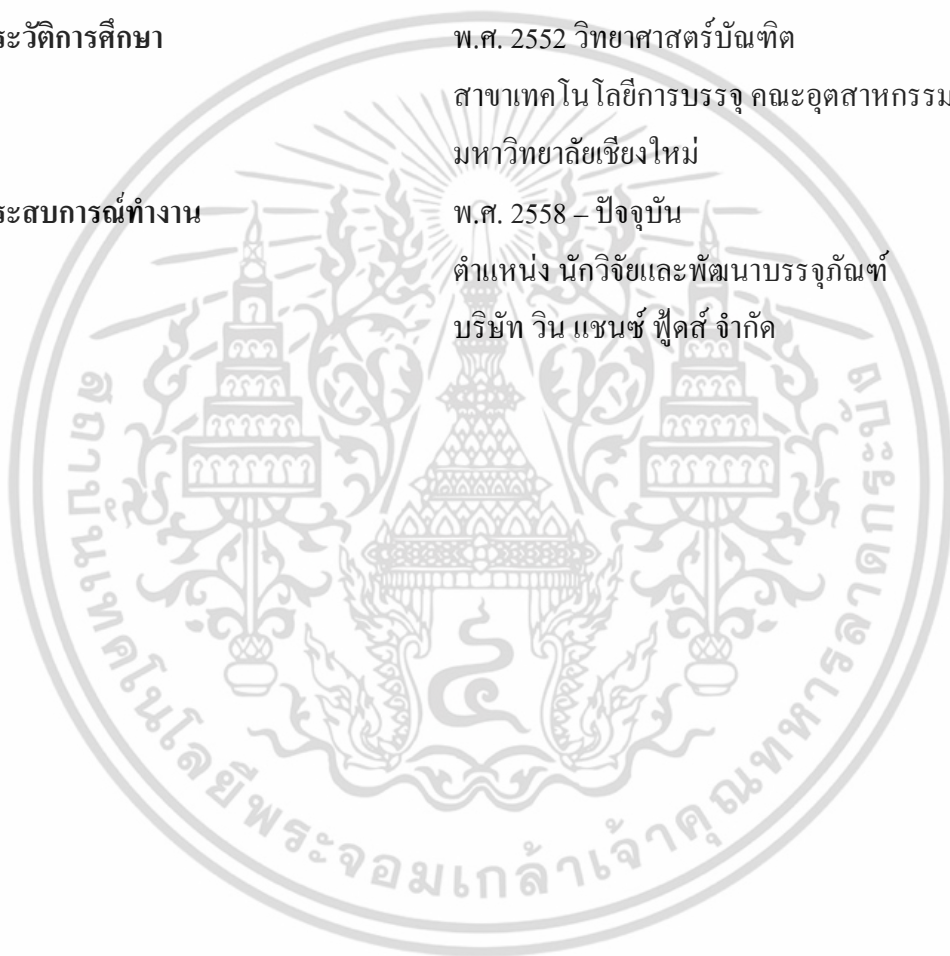 ระวัติการศึกษา พ.ศ. 2552 วิทยาศาสตร์บัณฑิต
สาขาเทคโนโลยีการบรรจุ คณะอุตสาหกรรม
มหาวิทยาลัยเชียงใหม่
ระสบการณ์ทำงาน พ.ศ. 2558 – ปัจจุบัน
ตำแหน่ง นักวิจัยและพัฒนาบรรจุภัณฑ์
บริษัท วิน แชนซ์ ฟู้ดส์ จำกัด
สถาบันเทคโนโลยีพระจอมเกล้าเจ้าคุณทหารลาดกระบัง